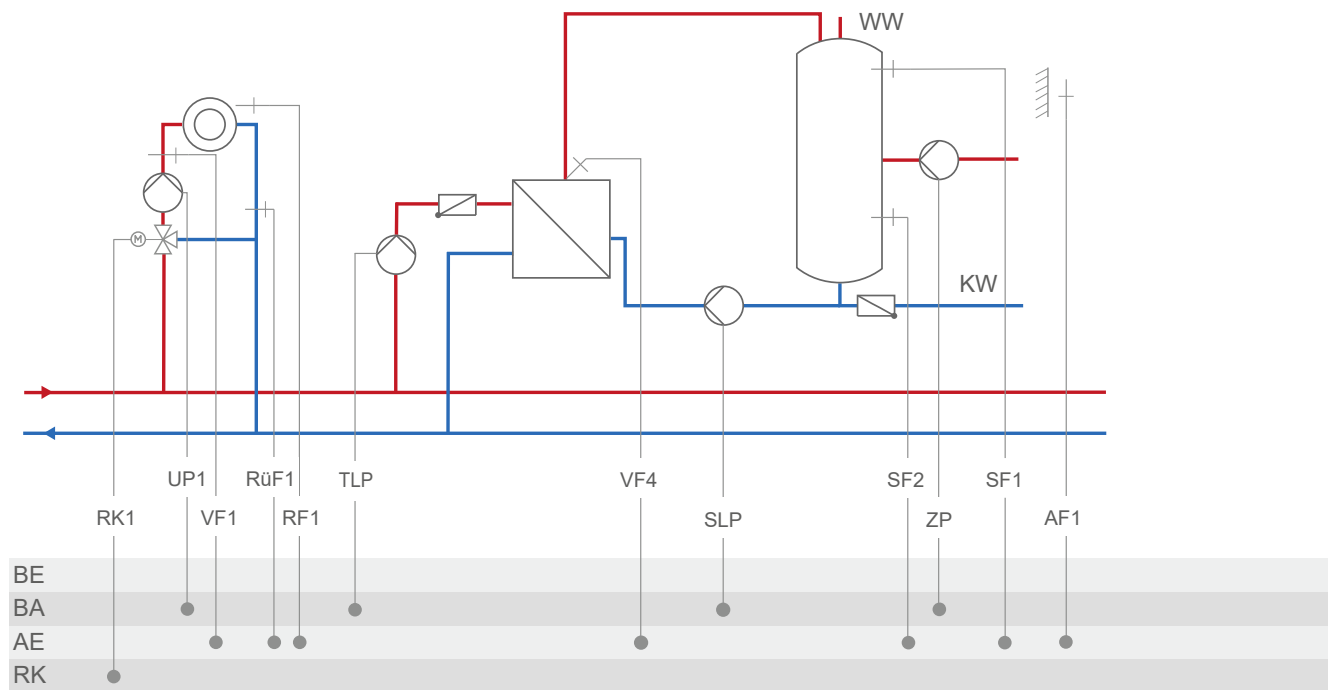 WW
KW
M
UP1 RüF1 TLP VF4 SF2 SF1
RK1 VF1 RF1 SLP ZP AF1
BE
BA
AE
RK